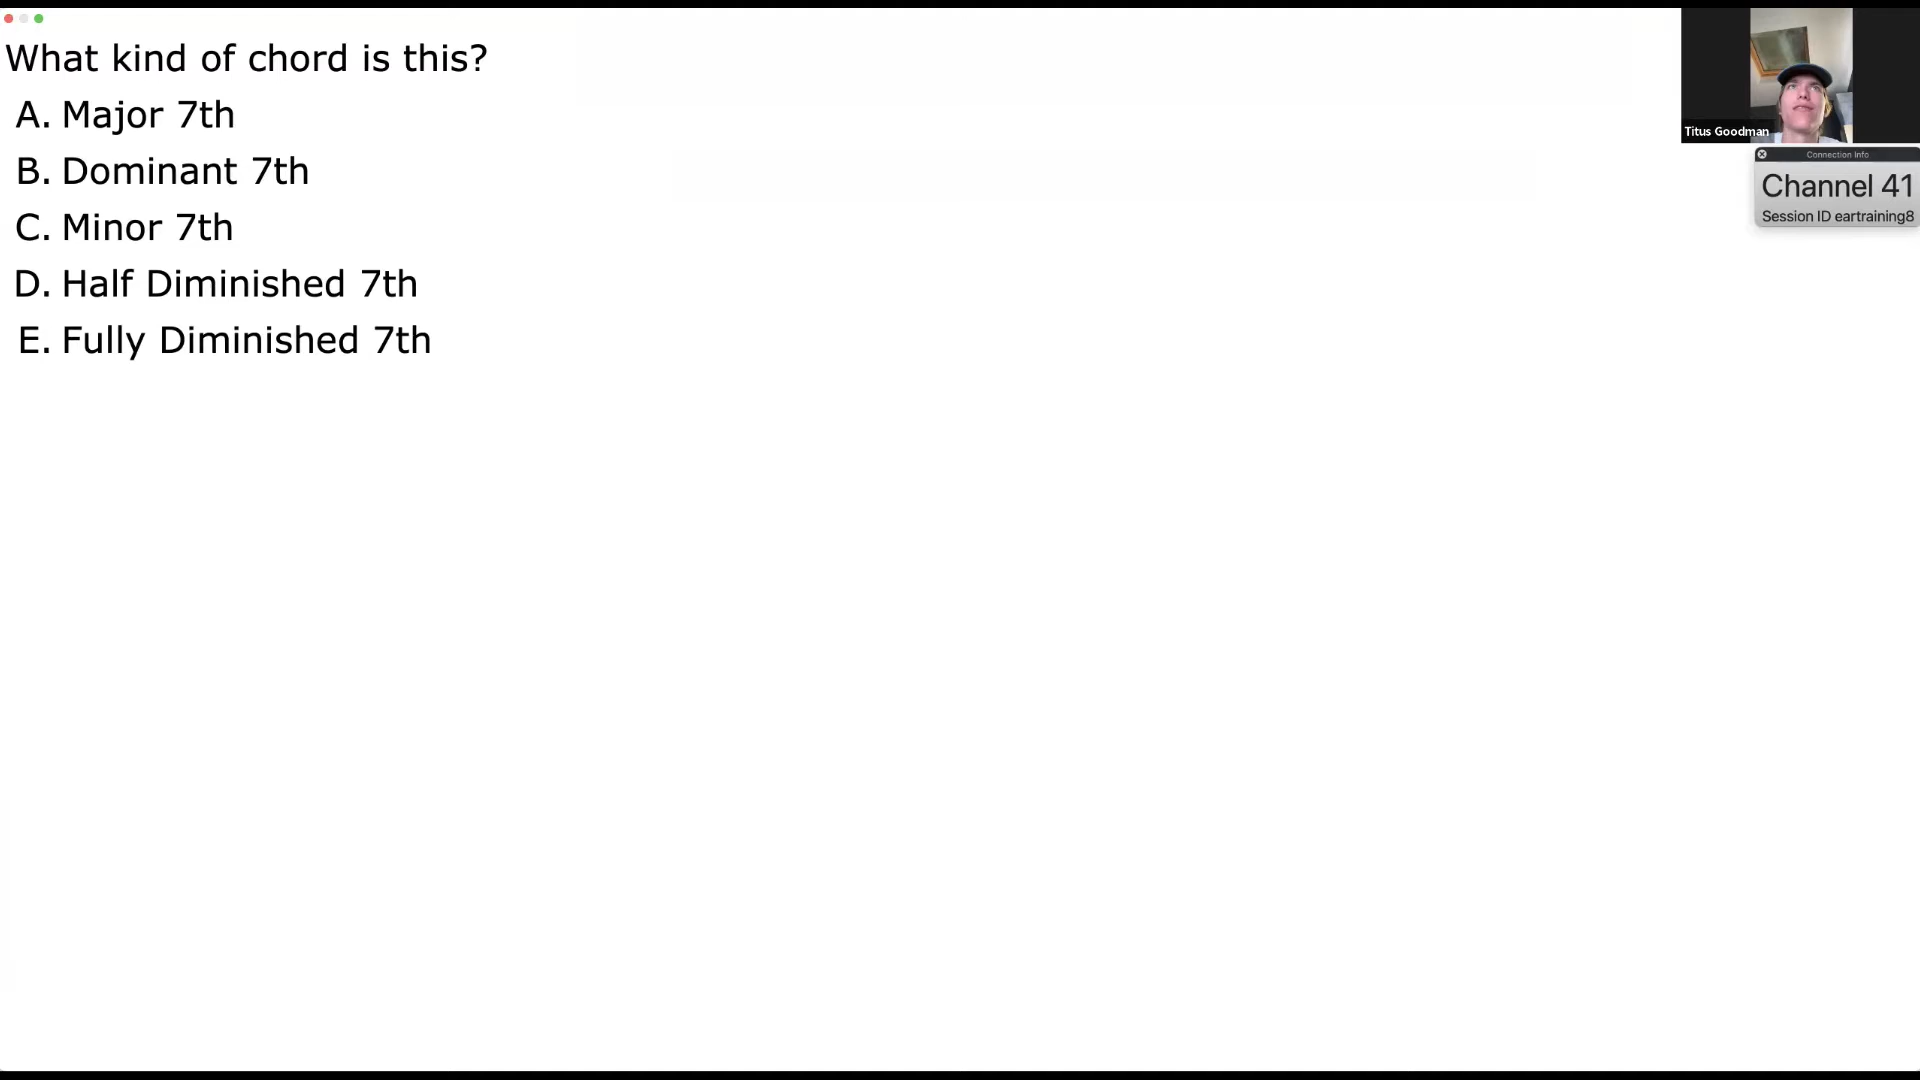 What kind of chord is this?
A. Major 7th
B. Dominant 7th
C. Minor 7th
D. Half Diminished 7th
E. Fully Diminished 7th
Titus Goodman
Connection Info
Channel 41
Session ID eartraining8